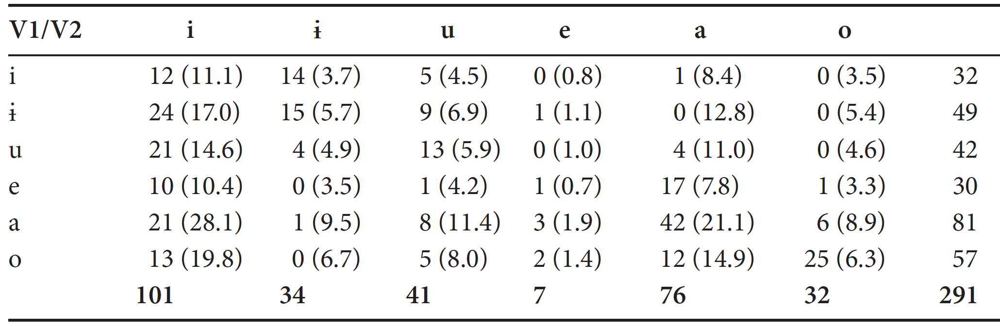 V1/V2 i ɨ u e a o
i 12 (11.1) 14 (3.7) 5 (4.5) 0 (0.8) 1 (8.4) 0 (3.5) 32
ɨ 24 (17.0) 15 (5.7) 9 (6.9) 1 (1.1) 0 (12.8) 0 (5.4) 49
u 21 (14.6) 4 (4.9) 13 (5.9) 0 (1.0) 4 (11.0) 0 (4.6) 42
e 10 (10.4) 0 (3.5) 1 (4.2) 1 (0.7) 17 (7.8) 1 (3.3) 30
a 21 (28.1) 1 (9.5) 8 (11.4) 3 (1.9) 42 (21.1) 6 (8.9) 81
o 13 (19.8) 0 (6.7) 5 (8.0) 2 (1.4) 12 (14.9) 25 (6.3) 57
101 34 41 7 76 32 291